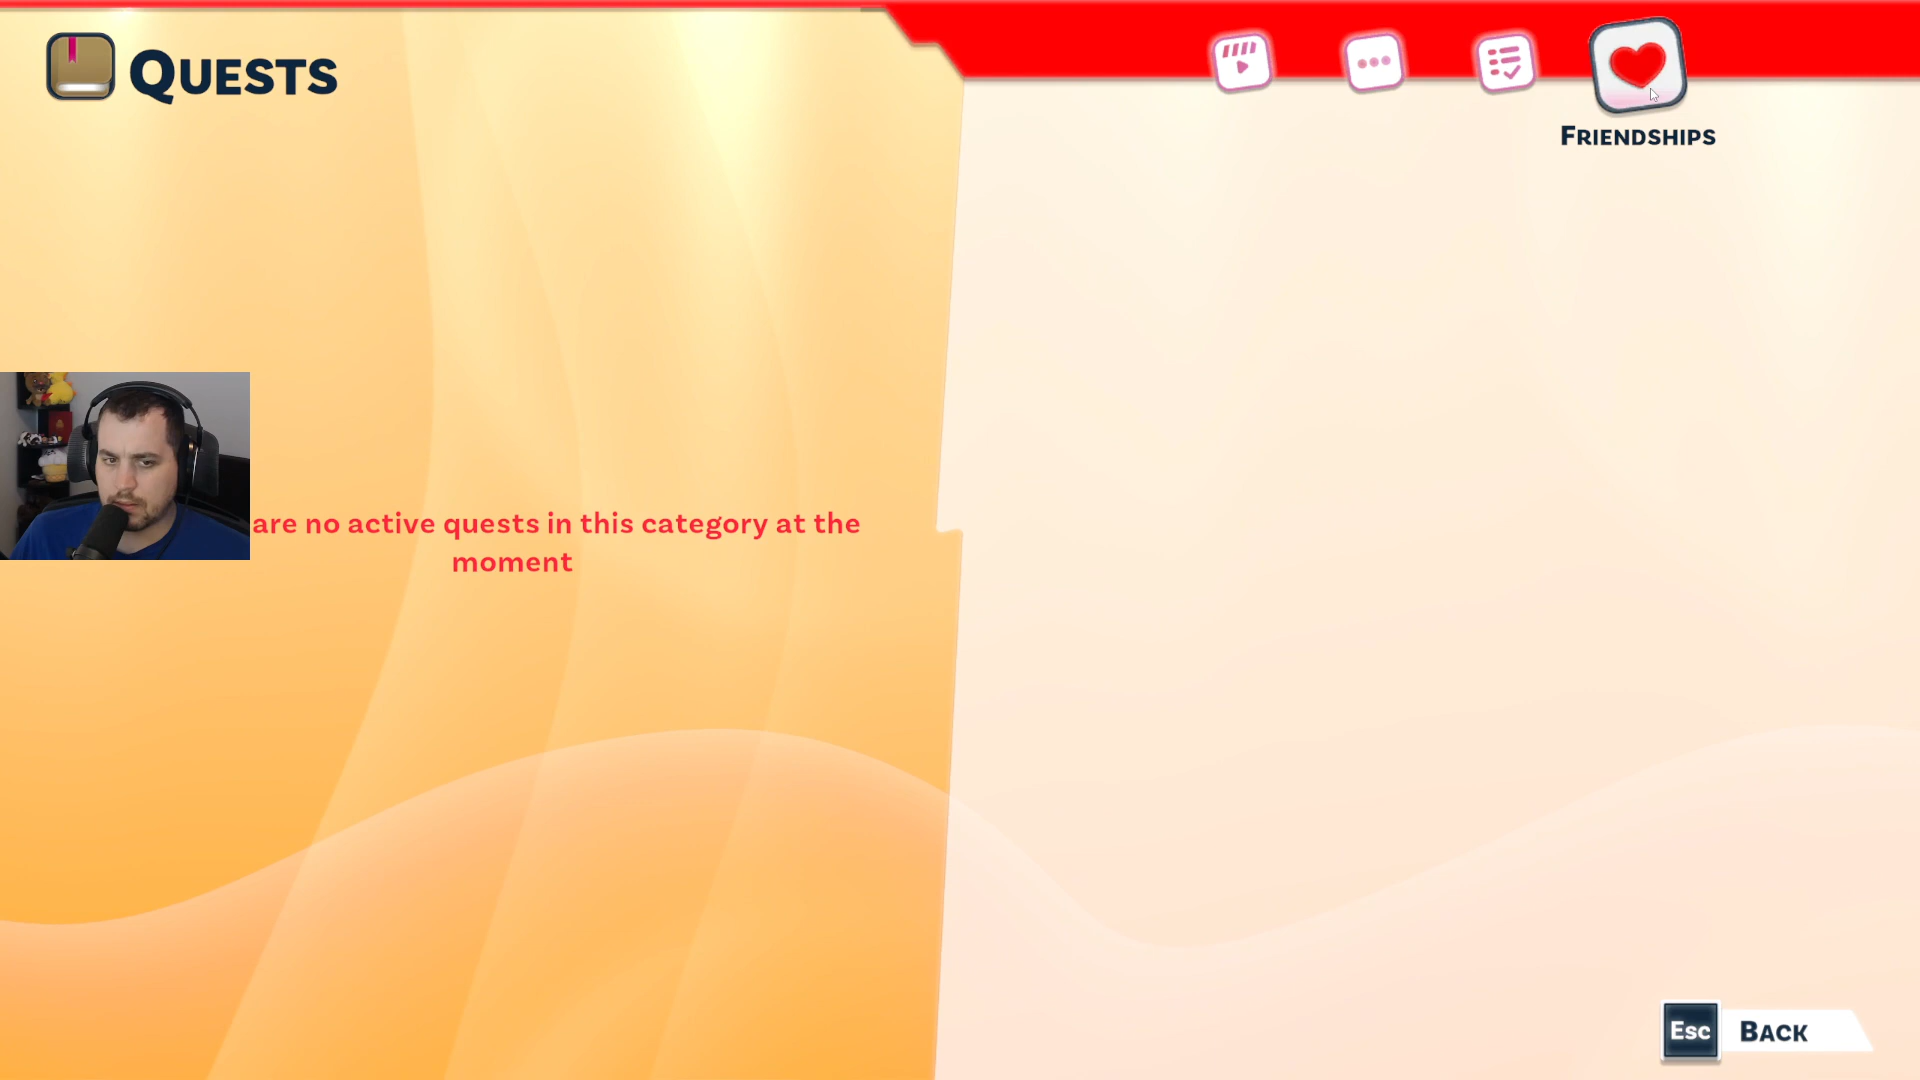 QUESTS
FRIENDSHIPS
are no active quests in this category at the
moment
Esc BACK